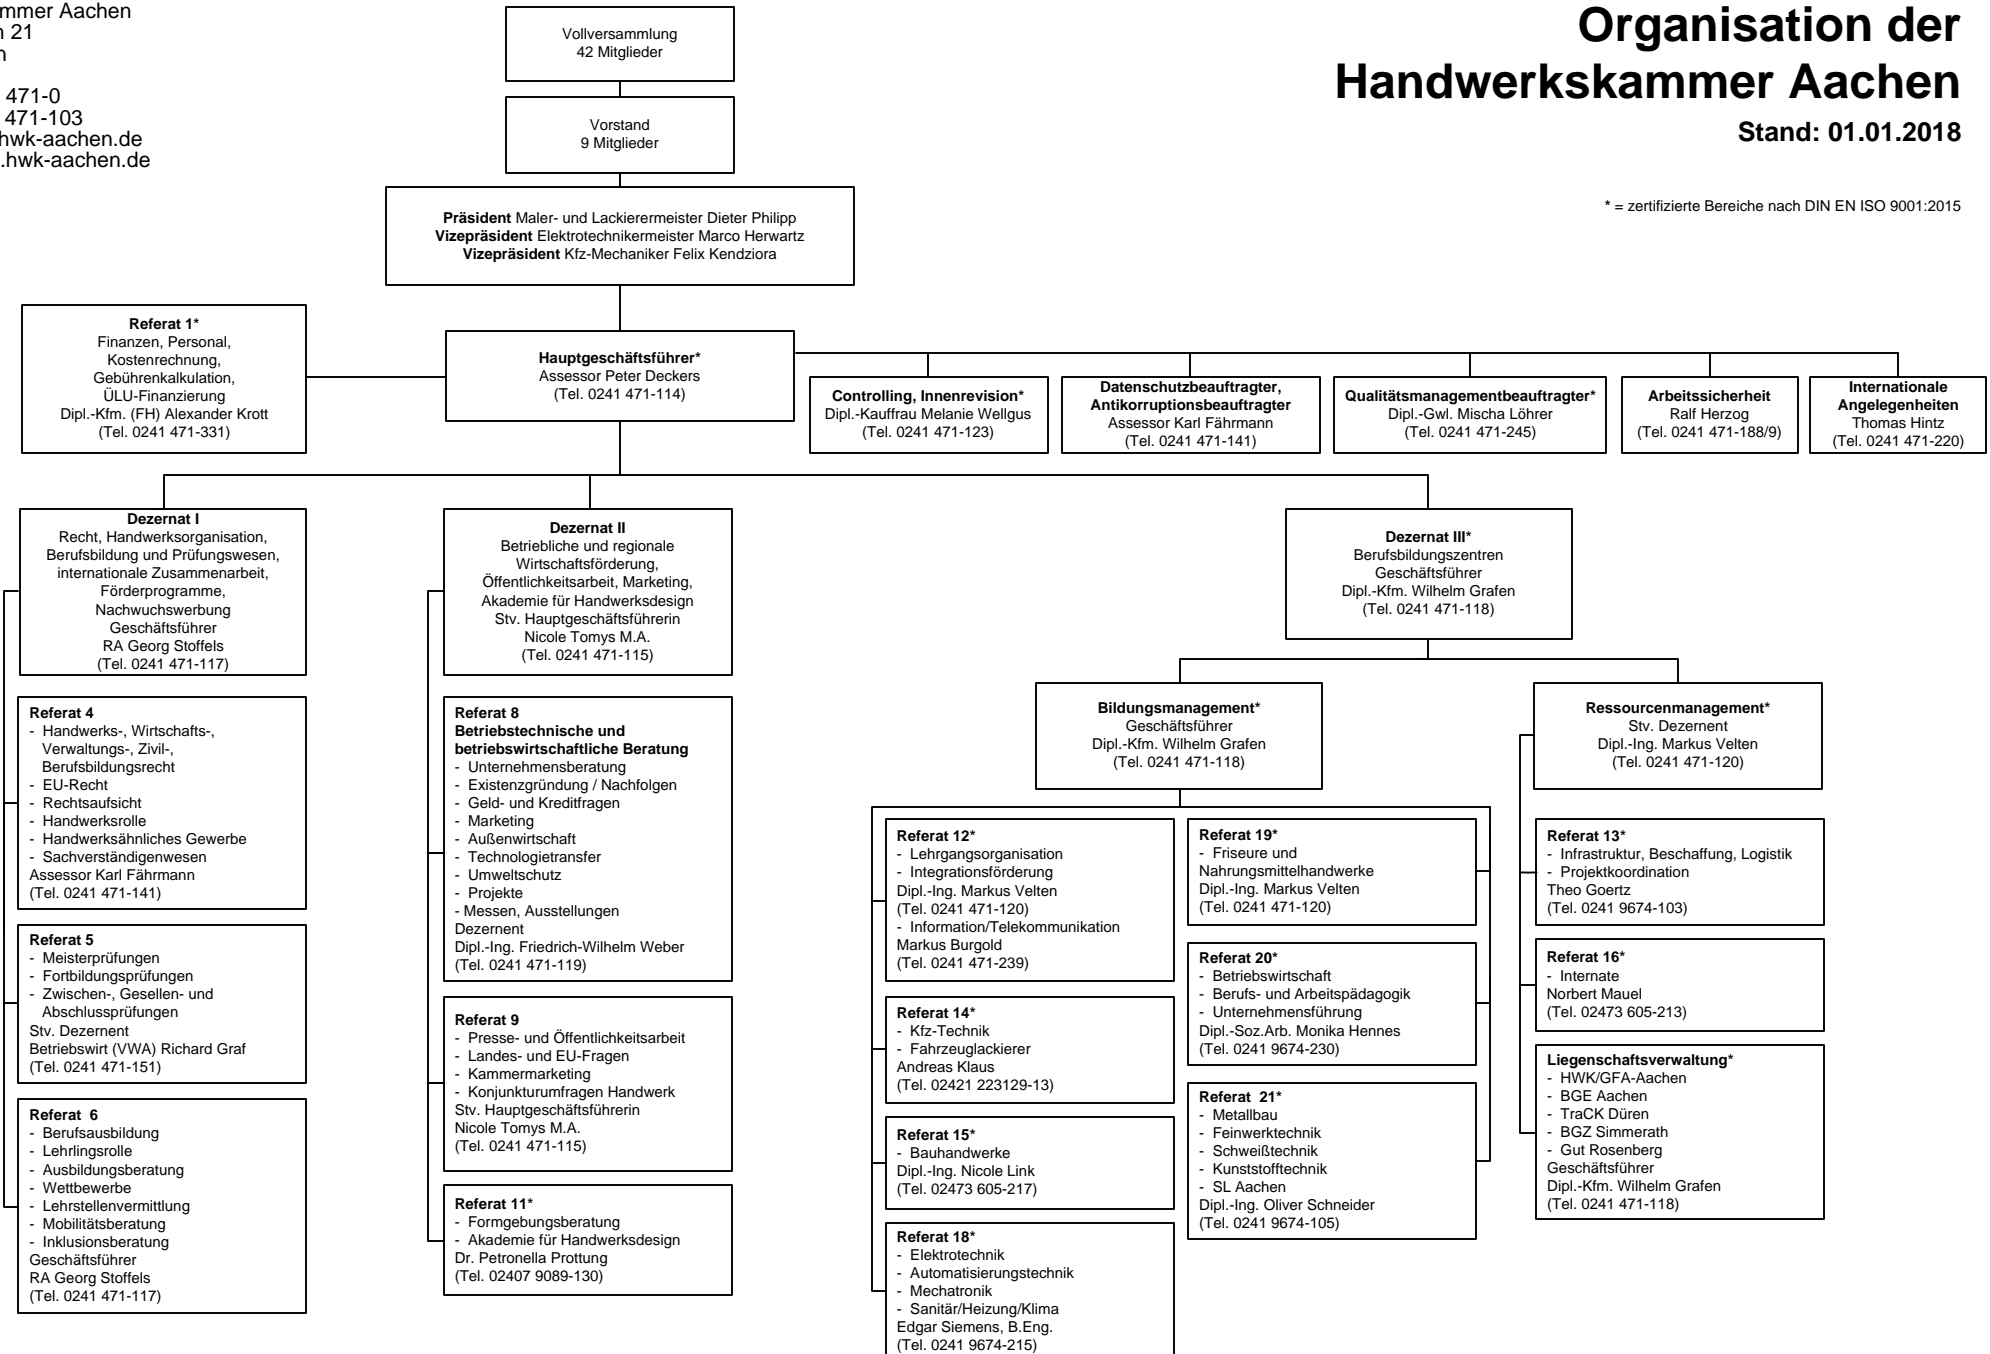 Aachen
21
471-0
471-103
hwk-aachen.de
.hwk-aachen.de
Organisation der
Handwerkskammer Aachen
Stand: 01.01.2018
* = zertifizierte Bereiche nach DIN EN ISO 9001:2015
Vollversammlung
42 Mitglieder
Vorstand
9 Mitglieder
Präsident Maler- und Lackierermeister Dieter Philipp
Vizepräsident Elektrotechnikermeister Marco Herwartz
Vizepräsident Kfz-Mechaniker Felix Kendziora
Referat 1*
Finanzen, Personal,
Kostenrechnung,
Gebührenkalkulation,
ÜLU-Finanzierung
Dipl.-Kfm. (FH) Alexander Krott
(Tel. 0241 471-331)
Hauptgeschäftsführer*
Assessor Peter Deckers
(Tel. 0241 471-114)
Controlling, Innenrevision*
Dipl.-Kauffrau Melanie Wellgus
(Tel. 0241 471-123)
Datenschutzbeauftragter,
Antikorruptionsbeauftragter
Assessor Karl Fährmann
(Tel. 0241 471-141)
Qualitätsmanagementbeauftragter*
Dipl.-Gwl. Mischa Löhrer
(Tel. 0241 471-245)
Arbeitssicherheit
Ralf Herzog
(Tel. 0241 471-188/9)
Internationale
Angelegenheiten
Thomas Hintz
(Tel. 0241 471-220)
Dezernat I
Recht, Handwerksorganisation,
Berufsbildung und Prüfungswesen,
internationale Zusammenarbeit,
Förderprogramme,
Nachwuchswerbung
Geschäftsführer
RA Georg Stoffels
(Tel. 0241 471-117)
Referat 4
- Handwerks-, Wirtschafts-,
Verwaltungs-, Zivil-,
Berufsbildungsrecht
- EU-Recht
- Rechtsaufsicht
- Handwerksrolle
- Handwerksähnliches Gewerbe
- Sachverständigenwesen
Assessor Karl Fährmann
(Tel. 0241 471-141)
Referat 5
- Meisterprüfungen
- Fortbildungsprüfungen
- Zwischen-, Gesellen- und
Abschlussprüfungen
Stv. Dezernent
Betriebswirt (VWA) Richard Graf
(Tel. 0241 471-151)
Referat 6
- Berufsausbildung
- Lehrlingsrolle
- Ausbildungsberatung
- Wettbewerbe
- Lehrstellenvermittlung
- Mobilitätsberatung
- Inklusionsberatung
Geschäftsführer
RA Georg Stoffels
(Tel. 0241 471-117)
Dezernat II
Betriebliche und regionale
Wirtschaftsförderung,
Öffentlichkeitsarbeit, Marketing,
Akademie für Handwerksdesign
Stv. Hauptgeschäftsführerin
Nicole Tomys M.A.
(Tel. 0241 471-115)
Referat 8
Betriebstechnische und
betriebswirtschaftliche Beratung
- Unternehmensberatung
- Existenzgründung / Nachfolgen
- Geld- und Kreditfragen
- Marketing
- Außenwirtschaft
- Technologietransfer
- Umweltschutz
- Projekte
- Messen, Ausstellungen
Dezernent
Dipl.-Ing. Friedrich-Wilhelm Weber
(Tel. 0241 471-119)
Referat 9
- Presse- und Öffentlichkeitsarbeit
- Landes- und EU-Fragen
- Kammermarketing
- Konjunkturumfragen Handwerk
Stv. Hauptgeschäftsführerin
Nicole Tomys M.A.
(Tel. 0241 471-115)
Referat 11*
- Formgebungsberatung
- Akademie für Handwerksdesign
Dr. Petronella Prottung
(Tel. 02407 9089-130)
Dezernat III*
Berufsbildungszentren
Geschäftsführer
Dipl.-Kfm. Wilhelm Grafen
(Tel. 0241 471-118)
Bildungsmanagement*
Geschäftsführer
Dipl.-Kfm. Wilhelm Grafen
(Tel. 0241 471-118)
Referat 12*
- Lehrgangsorganisation
- Integrationsförderung
Dipl.-Ing. Markus Velten
(Tel. 0241 471-120)
- Information/Telekommunikation
Markus Burgold
(Tel. 0241 471-239)
Referat 14*
- Kfz-Technik
- Fahrzeuglackierer
Andreas Klaus
(Tel. 02421 223129-13)
Referat 15*
- Bauhandwerke
Dipl.-Ing. Nicole Link
(Tel. 02473 605-217)
Referat 18*
- Elektrotechnik
- Automatisierungstechnik
- Mechatronik
- Sanitär/Heizung/Klima
Edgar Siemens, B.Eng.
(Tel. 0241 9674-215)
Referat 19*
- Friseure und
Nahrungsmittelhandwerke
Dipl.-Ing. Markus Velten
(Tel. 0241 471-120)
Referat 20*
- Betriebswirtschaft
- Berufs- und Arbeitspädagogik
- Unternehmensführung
Dipl.-Soz.Arb. Monika Hennes
(Tel. 0241 9674-230)
Referat 21*
- Metallbau
- Feinwerktechnik
- Schweißtechnik
- Kunststofftechnik
- SL Aachen
Dipl.-Ing. Oliver Schneider
(Tel. 0241 9674-105)
Ressourcenmanagement*
Stv. Dezernent
Dipl.-Ing. Markus Velten
(Tel. 0241 471-120)
Referat 13*
- Infrastruktur, Beschaffung, Logistik
- Projektkoordination
Theo Goertz
(Tel. 0241 9674-103)
Referat 16*
- Internate
Norbert Mauel
(Tel. 02473 605-213)
Liegenschaftsverwaltung*
- HWK/GFA-Aachen
- BGE Aachen
- TraCK Düren
- BGZ Simmerath
- Gut Rosenberg
Geschäftsführer
Dipl.-Kfm. Wilhelm Grafen
(Tel. 0241 471-118)